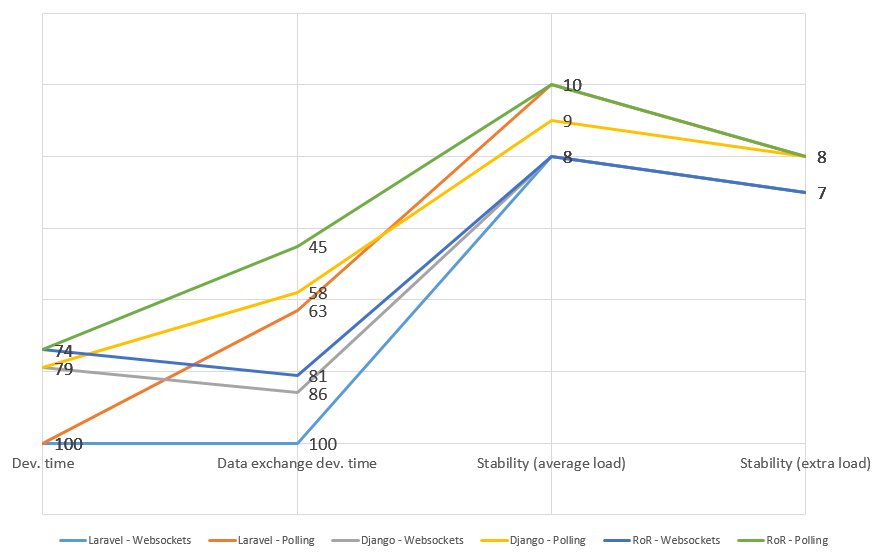 10
9
8
8
7
45
58
63
74
79
81
86
100
100
Dev. time
Data exchange dev. time
Stability (average load)
Stability (extra load)
Laravel - Websockets
Laravel - Polling
Django - Websockets
Django - Polling
RoR - Websockets
RoR - Polling